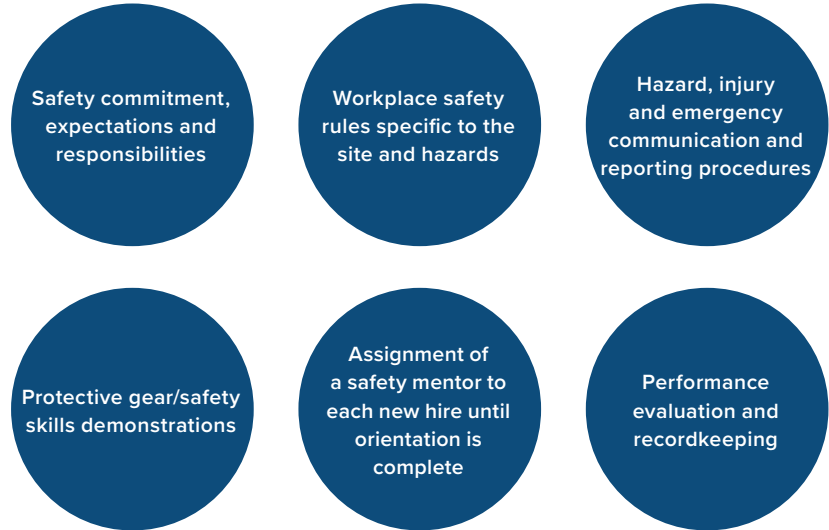 Safety commitment,
expectations and
responsibilities
Workplace safety
rules specific to the
site and hazards
Hazard, injury
and emergency
communication and
reporting procedures
Protective gear/safety
skills demonstrations
Assignment of
a safety mentor to
each new hire until
orientation is
complete
Performance
evaluation and
recordkeeping